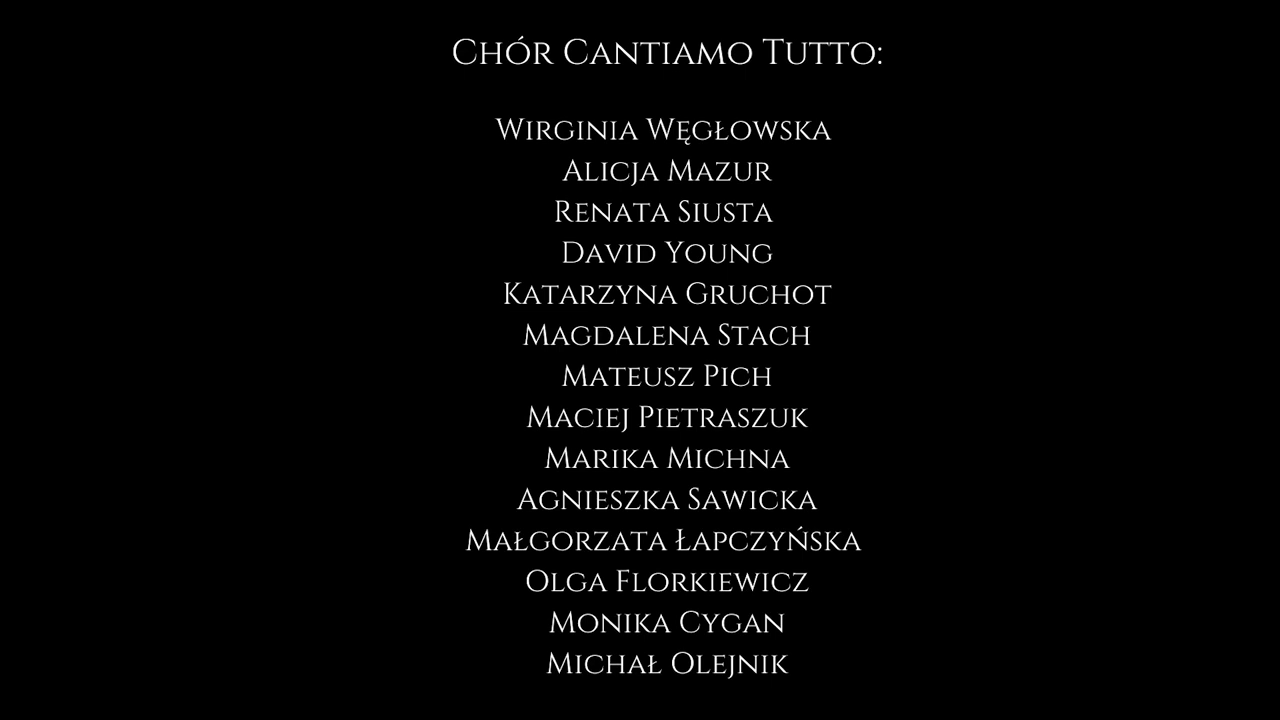 Chór Cantiamo Tutto:
Wirginia Węgłowska
Alicja Mazur
Renata Siusta
David Young
Katarzyna Gruchot
Magdalena Stach
Mateusz Pich
Maciej Pietraszuk
Marika Michna
Agnieszka Sawicka
Małgorzata Łapczyńska
Olga Florkiewicz
Monika Cygan
Michał Olejnik